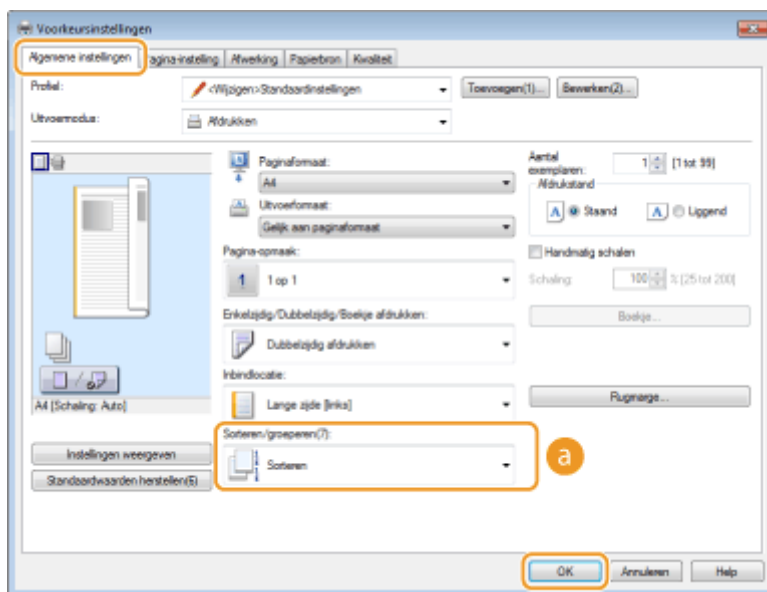 Voorkeursinstellingen
Algemene instellingen Pagina-instelling Afwerking Papierbron Kwaliteit
Profiel: <Wijzigen>Standaardinstellingen Toevoegen(1)... Bewerken(2)...
Uitvoermodus: Afdrukken
Paginaformaat:
A4
Uitvoerformaat:
Gelijk aan paginaformaat
Pagina-opmaak:
1 1 op 1
Enkelzijdig/Dubbelzijdig/Boekje afdrukken:
Dubbelzijdig afdrukken
Inbindlocatie:
Lange zijde [links]
Sorteren/groeperen(7):
Sorteren
a
Aantal exemplaren: 1 [1 tot 99]
Afdrukstand
A Staand A Liggend
Handmatig schalen
Schaling: 100 % [25 tot 200]
Boekje...
Rugmarge...
A4 [Schaling: Auto]
Instellingen weergeven
Standaardwaarden herstellen(6)
OK Annuleren Help